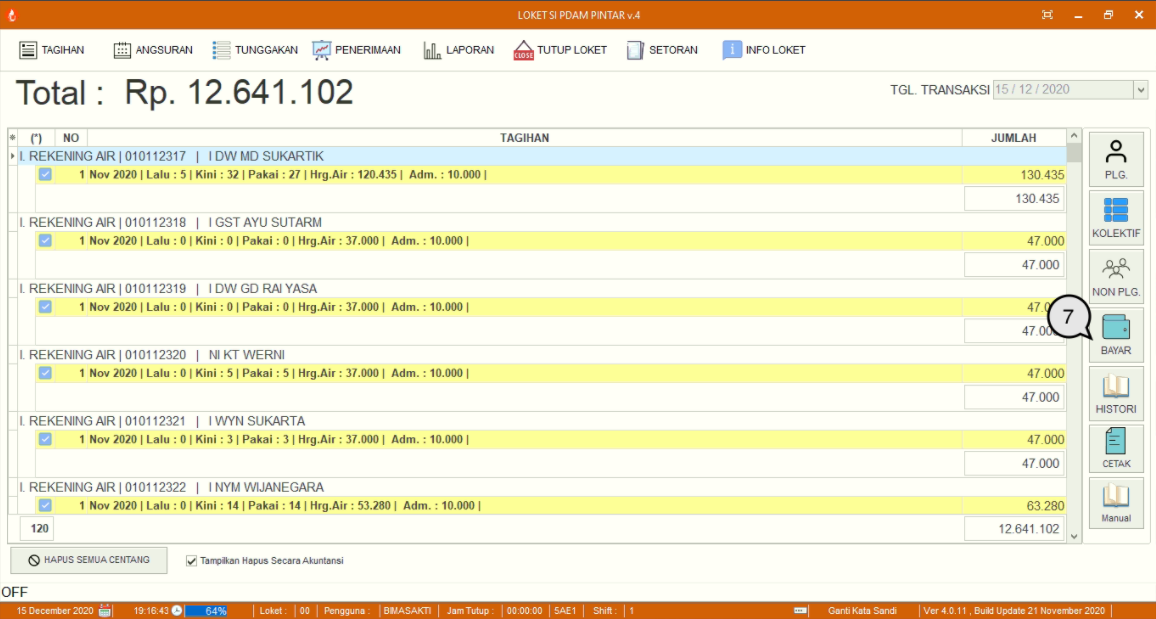 LOKET SI PDAM PINTAR v.4
TAGIHAN ANGSURAN TUNGGAKAN PENERIMAAN LAPORAN CLOSE TUTUP LOKET SETORAN i INFO LOKET
Total : Rp. 12.641.102
TGL. TRANSAKSI 15 / 12 / 2020
* (*) NO TAGIHAN JUMLAH
I. REKENING AIR | 010112317 | I DW MD SUKARTIK
1 Nov 2020 | Lalu : 5 | Kini : 32 | Pakai : 27 | Hrg.Air : 120.435 | Adm. : 10.000 | 130.435
130.435
I. REKENING AIR | 010112318 | I GST AYU SUTARM
1 Nov 2020 | Lalu : 0 | Kini : 0 | Pakai : 0 | Hrg.Air : 37.000 | Adm. : 10.000 | 47.000
47.000
I. REKENING AIR | 010112319 | I DW GD RAI YASA
1 Nov 2020 | Lalu : 0 | Kini : 0 | Pakai : 0 | Hrg.Air : 37.000 | Adm. : 10.000 |
I. REKENING AIR | 010112320 | NI KT WERNI
1 Nov 2020 | Lalu : 0 | Kini : 5 | Pakai : 5 | Hrg.Air : 37.000 | Adm. : 10.000 | 47.000
47.000
I. REKENING AIR | 010112321 | I WYN SUKARTA
1 Nov 2020 | Lalu : 0 | Kini : 3 | Pakai : 3 | Hrg.Air : 37.000 | Adm. : 10.000 | 47.000
47.000
I. REKENING AIR | 010112322 | I NYM WIJANEGARA
1 Nov 2020 | Lalu : 0 | Kini : 14 | Pakai : 14 | Hrg.Air : 53.280 | Adm. : 10.000 | 63.280
120 12.641.102
PLG.
KOLEKTIF
NON PLG.
7
BAYAR
HISTORI
CETAK
Manual
HAPUS SEMUA CENTANG Tampilkan Hapus Secara Akuntansi
OFF
15 December 2020 19:16:43 64% Loket : 00 Pengguna : BIMASAKTI Jam Tutup : 00:00:00 SAE1 Shift : 1 Ganti Kata Sandi Ver 4.0.11 , Build Update 21 November 2020